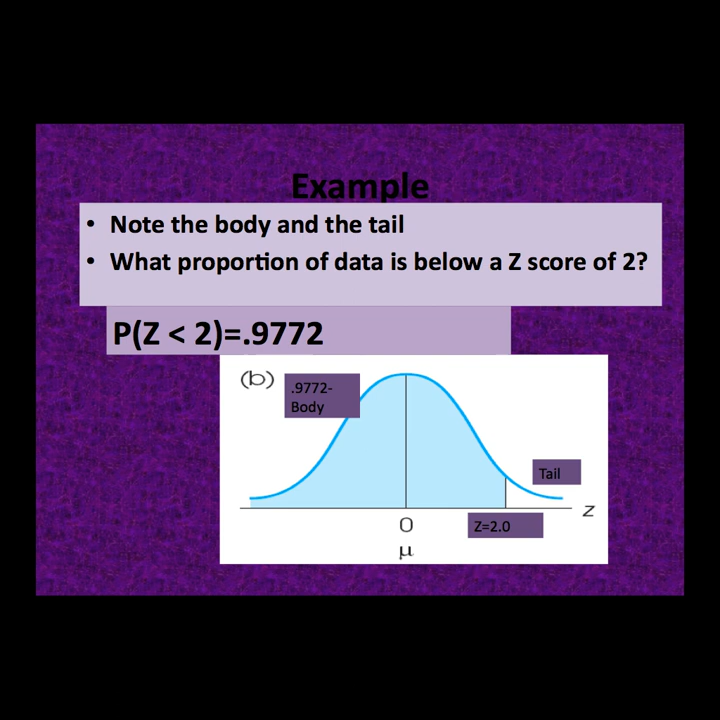 Example
• Note the body and the tail
• What proportion of data is below a Z score of 2?
P(Z < 2)=.9772
(b)
.9772-
Body
Tail
Z=2.0
z
0
μ